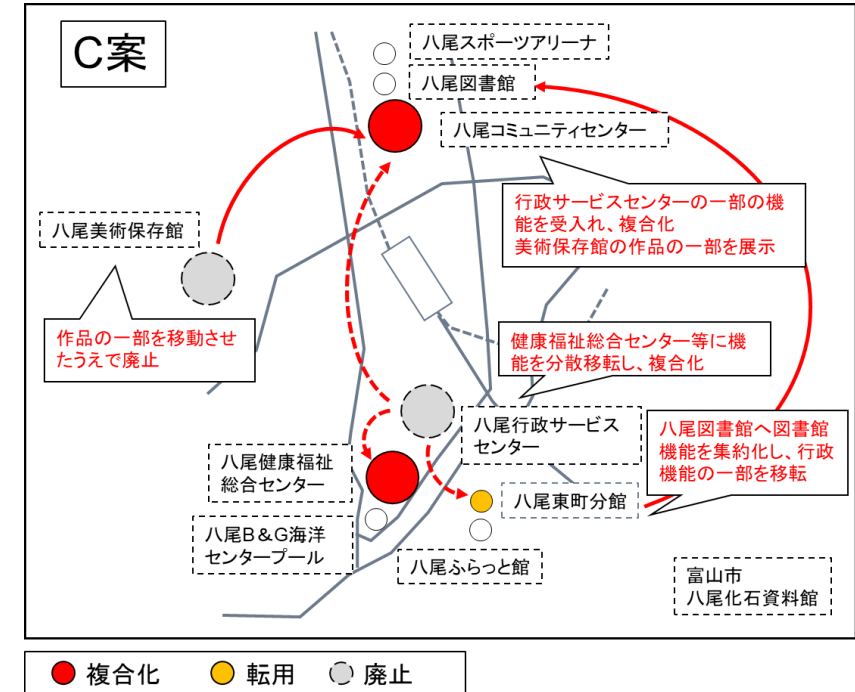 C案
八尾スポーツアリーナ
八尾図書館
八尾コミュニティセンター
行政サービスセンターの一部の機
能を受入れ、複合化
美術保存館の作品の一部を展示
八尾美術保存館
作品の一部を移動させ
たうえで廃止
健康福祉総合センター等に機
能を分散移転し、複合化
八尾行政サービス
センター
八尾図書館へ図書館
機能を集約化し、行政
機能の一部を移転
八尾健康福祉
総合センター
八尾東町分館
八尾B＆G海洋
センタープール
八尾ふらっと館
富山市
八尾化石資料館
複合化
転用
廃止